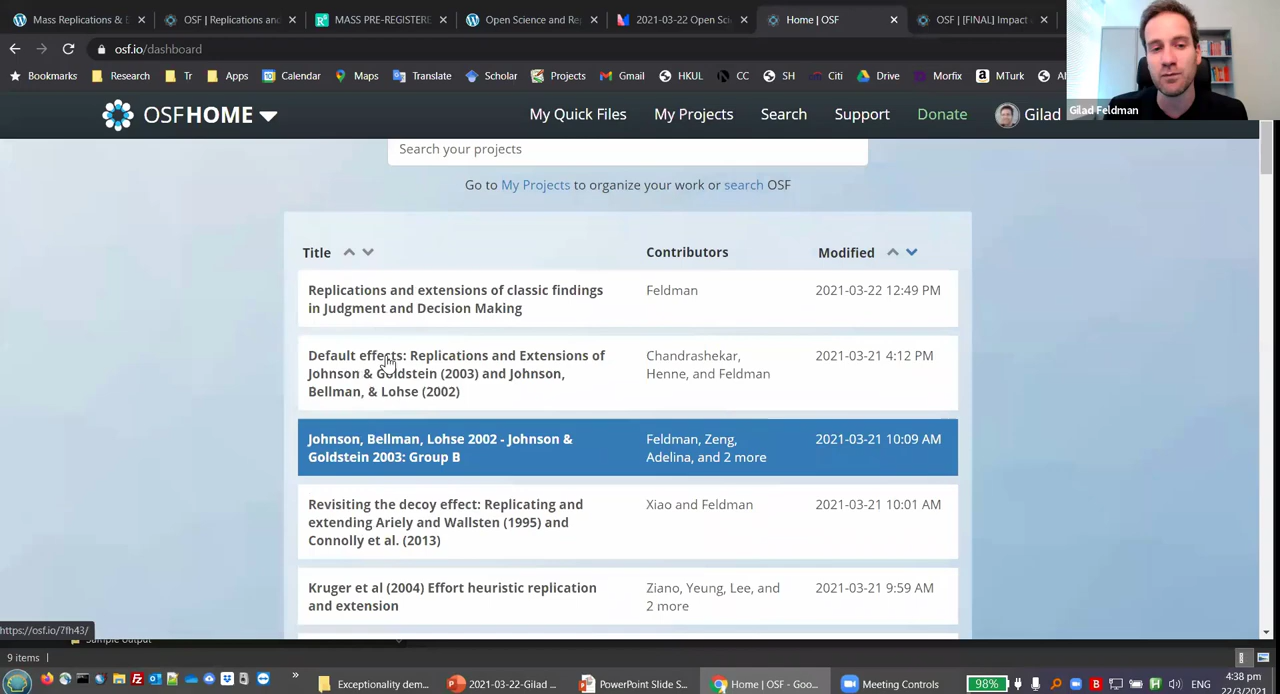 Mass Replications & E
OSF | Replications and
MASS PRE-REGISTERE
Open Science and Rep
2021-03-22 Open Sci
Home | OSF
OSF | [FINAL] Impact
osf.io/dashboard
Bookmarks Research Tr Apps Calendar Maps Translate Scholar Projects Gmail HKUL CC SH Citi Drive Morfix MTurk
OSFHOME My Quick Files My Projects Search Support Donate Gilad
Gilad Feldman
Search your projects
Go to My Projects to organize your work or search OSF
Title Contributors Modified
Replications and extensions of classic findings
in Judgment and Decision Making
Feldman
2021-03-22 12:49 PM
Default effects: Replications and Extensions of
Johnson & Goldstein (2003) and Johnson,
Bellman, & Lohse (2002)
Chandrashekar,
Henne, and Feldman
2021-03-21 4:12 PM
Johnson, Bellman, Lohse 2002 - Johnson &
Goldstein 2003: Group B
Feldman, Zeng,
Adelina, and 2 more
2021-03-21 10:09 AM
Revisiting the decoy effect: Replicating and
extending Ariely and Wallsten (1995) and
Connolly et al. (2013)
Xiao and Feldman
2021-03-21 10:01 AM
Kruger et al (2004) Effort heuristic replication
and extension
Ziano, Yeung, Lee, and
2 more
2021-03-21 9:59 AM
https://osf.io/7fh43/
Sample output
9 items
Exceptionality dem...
2021-03-22-Gilad ...
PowerPoint Slide S...
Home | OSF - Goo...
Meeting Controls
98%
ENG
4:38 pm
22/03/2021